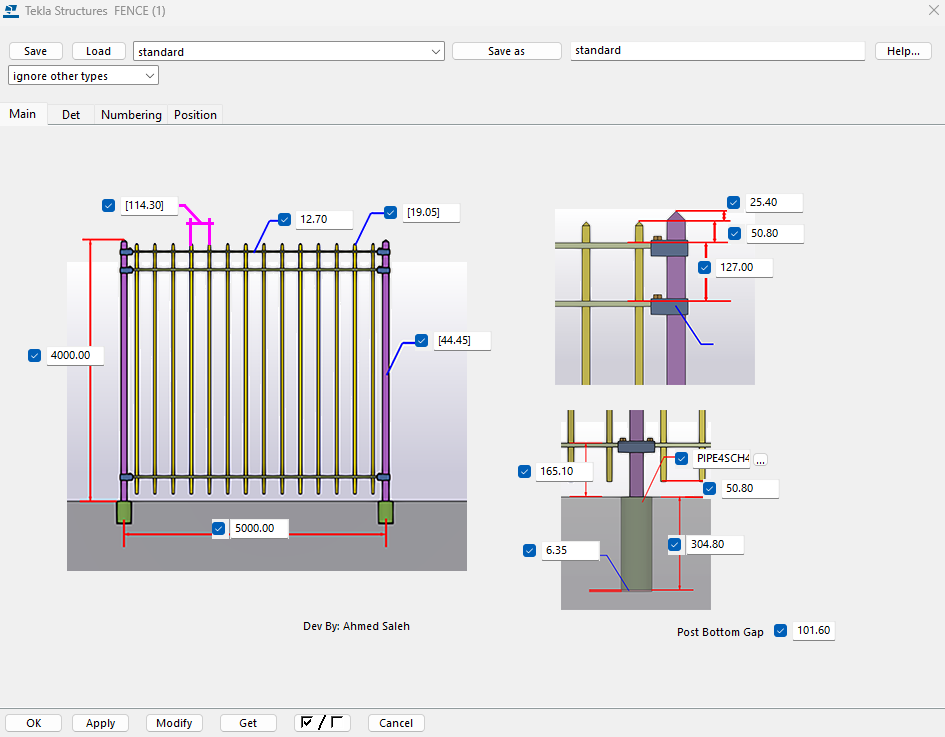 Tekla Structures FENCE (1)
Save Load standard Save as standard Help...
ignore other types
Main Det Numbering Position
[114.30] 12.70 [19.05]
25.40
50.80
127.00
4000.00
[44.45]
5000.00
165.10
PIPE4SCH4 ...
50.80
6.35
304.80
Dev By: Ahmed Saleh
Post Bottom Gap 101.60
OK Apply Modify Get / Cancel